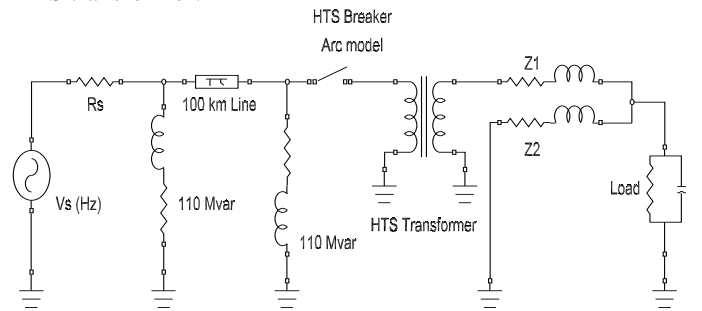 HTS Breaker
Arc model
Z1
Rs
100 km Line
Z2
Vs (Hz)
110 Mvar
Load
HTS Transformer
110 Mvar